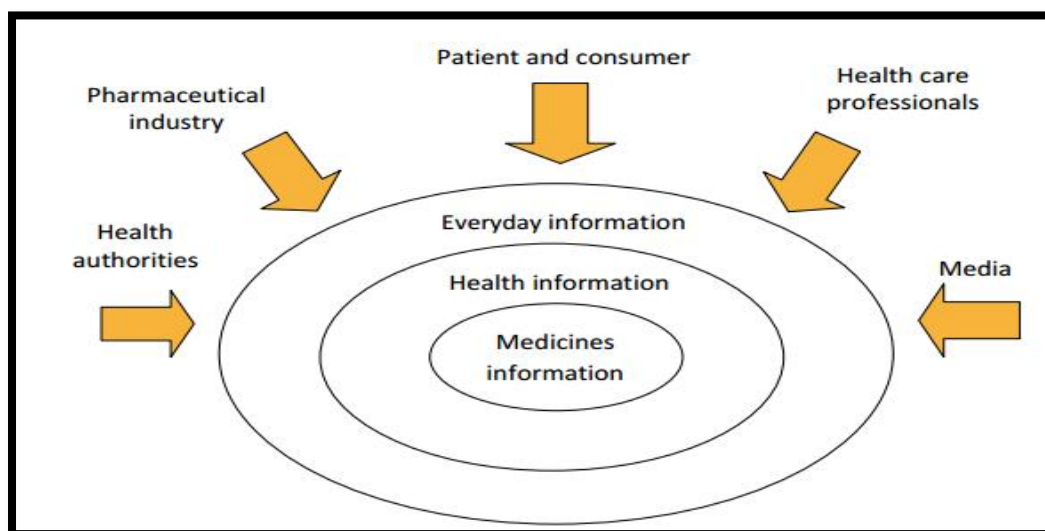 Patient and consumer
Pharmaceutical
industry
Health care
professionals
Health
authorities
Media
Everyday information
Health information
Medicines
information